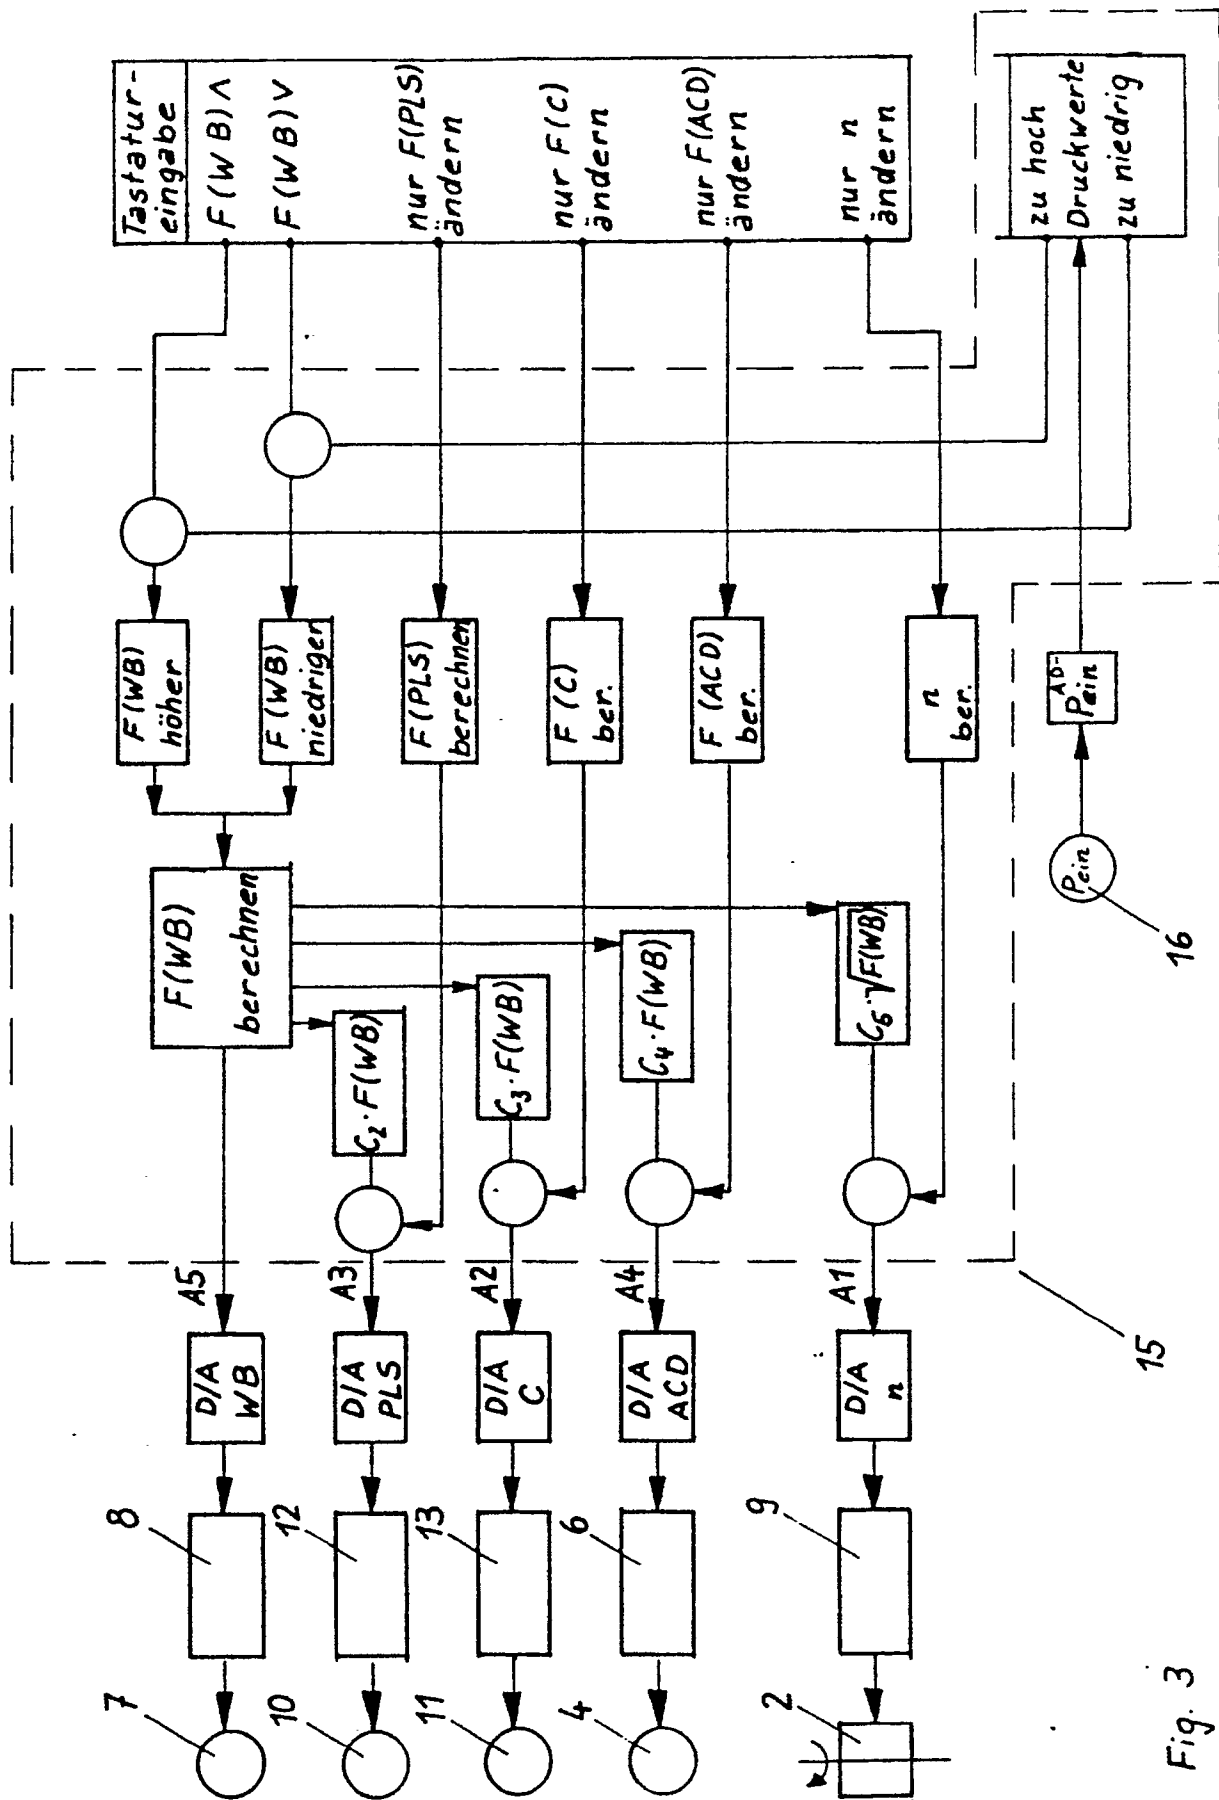 Tastatur-
eingabe
F(WB)∧
F(WB)∨
nur F(PLS)
ändern
nur F(C)
ändern
nur F(ACD)
ändern
nur n
ändern
zu hoch
Druckwerte
zu niedrig
F(WB)
höher
F(WB)
niedriger
F(PLS)
berechnen
F(C)
ber.
F(ACD)
ber.
n
ber.
AD-
Pein
Pein
16
F(WB)
berechnen
C2·F(WB)
C3·F(WB)
C4·F(WB)
C5·√F(WB)
A5
A3
A2
A4
A1
15
D/A
WB
D/A
PLS
D/A
C
D/A
ACD
D/A
n
8
12
13
6
9
7
10
11
4
2
Fig. 3